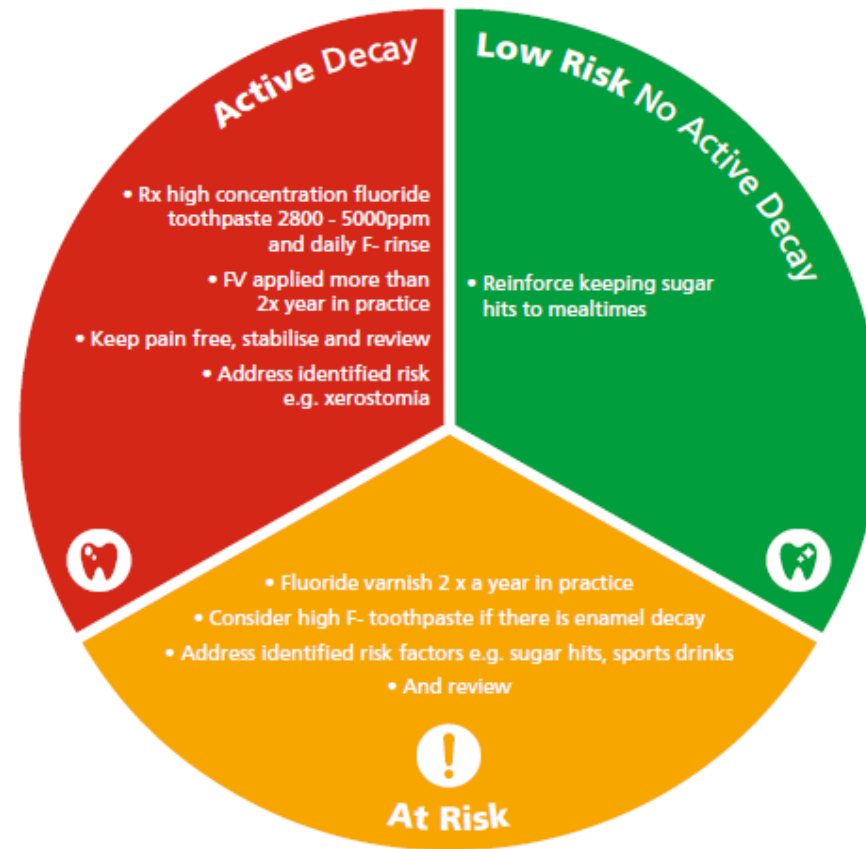 Active Decay
• Rx high concentration fluoride
toothpaste 2800 - 5000ppm
and daily F- rinse
• FV applied more than
2x year in practice
• Keep pain free, stabilise and review
• Address identified risk
e.g. xerostomia
Low Risk No Active Decay
• Reinforce keeping sugar
hits to mealtimes
• Fluoride varnish 2 x a year in practice
• Consider high F- toothpaste if there is enamel decay
• Address identified risk factors e.g. sugar hits, sports drinks
• And review
!
At Risk